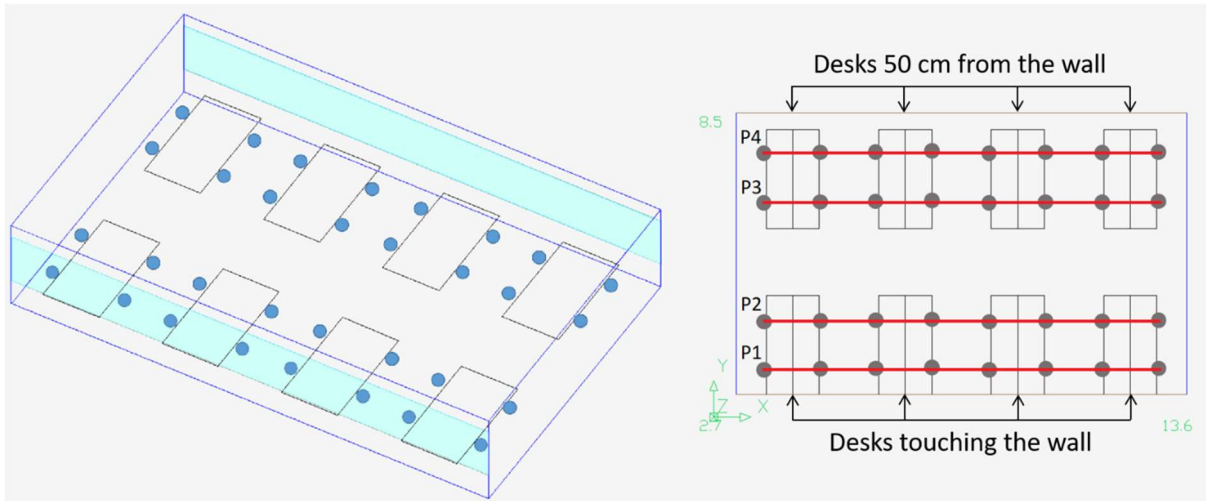 Desks 50 cm from the wall
8.5
P4
P3
P2
P1
Y
Z
X
2.7
13.6
Desks touching the wall